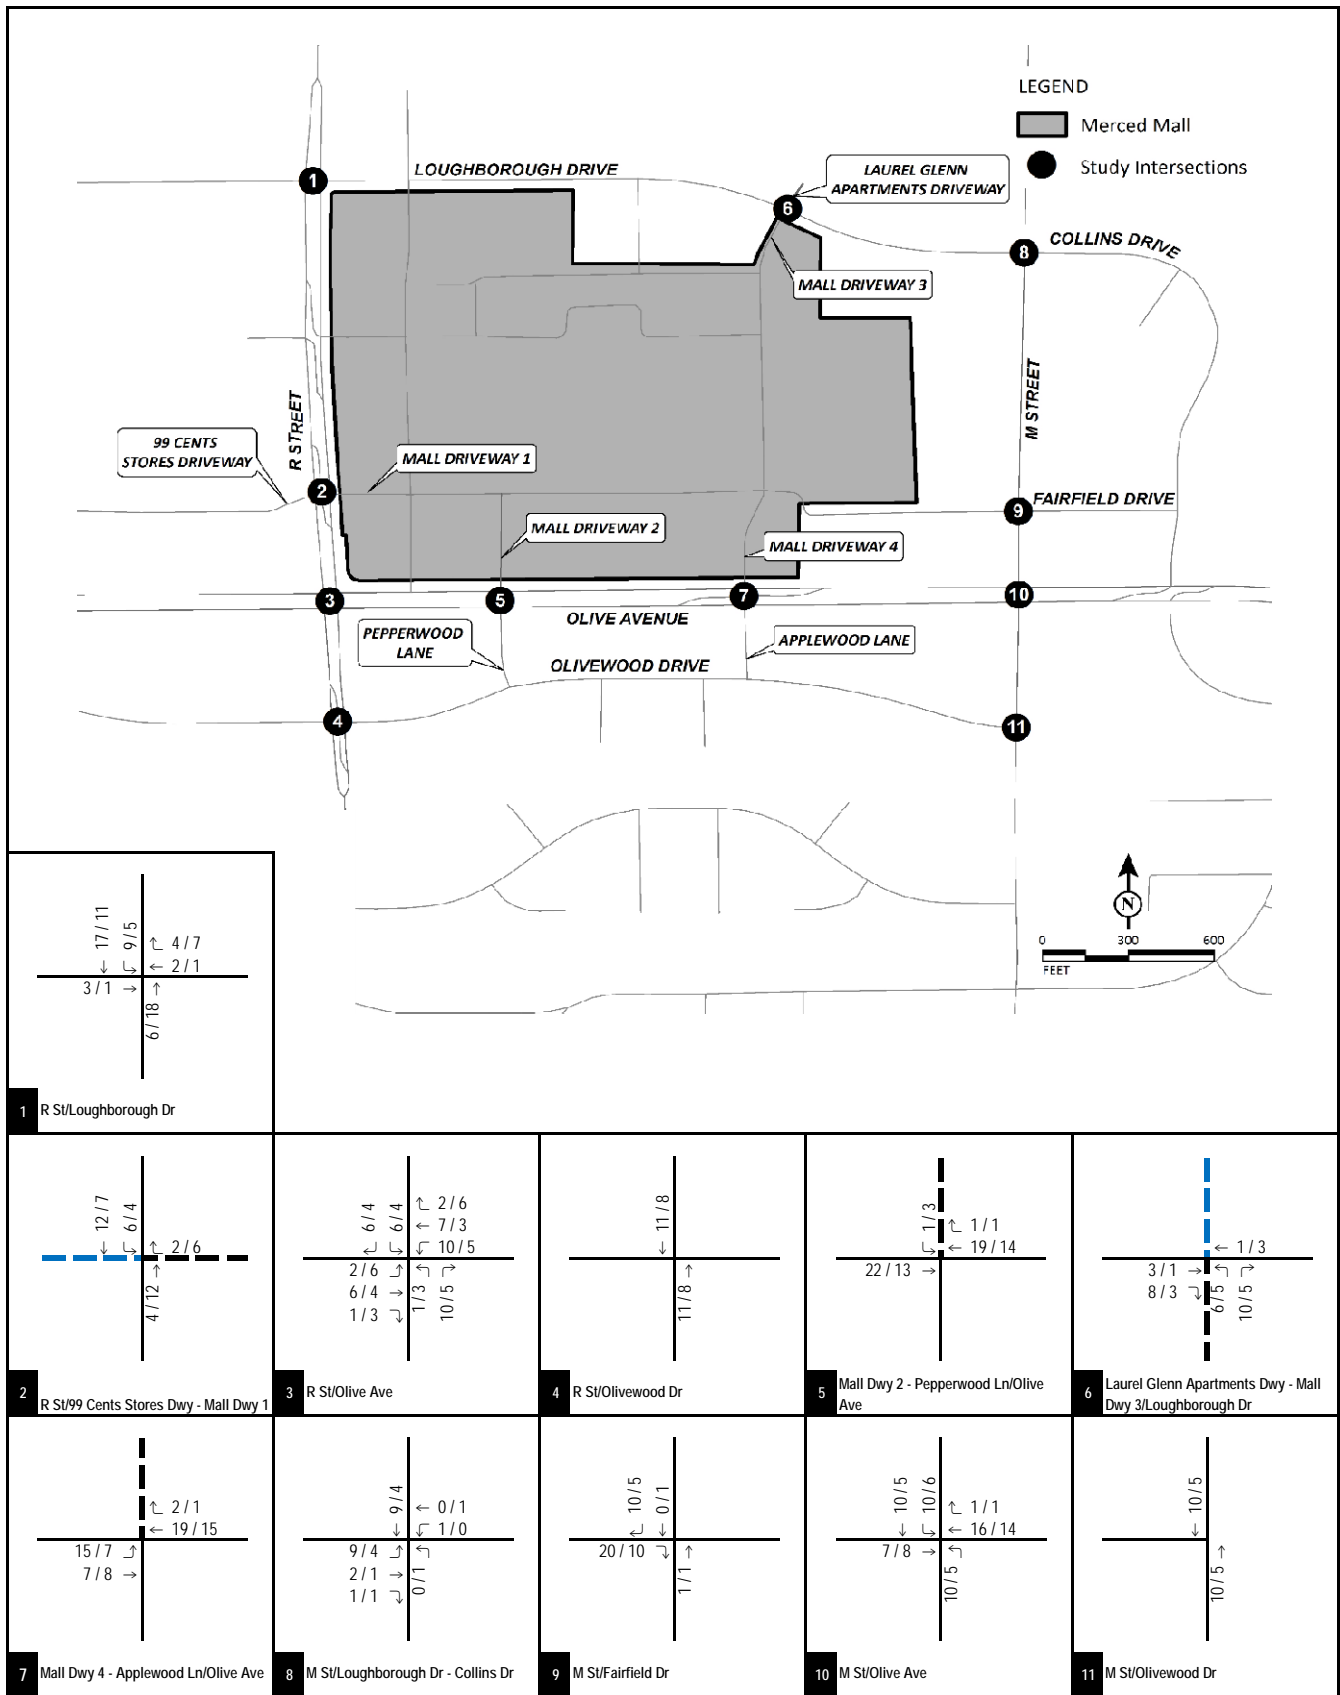 LEGEND
Merced Mall
Study Intersections
LOUGHBOROUGH DRIVE
LAUREL GLENN
APARTMENTS DRIVEWAY
1
6
8
COLLINS DRIVE
MALL DRIVEWAY 3
M STREET
R STREET
99 CENTS
STORES DRIVEWAY
MALL DRIVEWAY 1
2
FAIRFIELD DRIVE
9
MALL DRIVEWAY 2
MALL DRIVEWAY 4
3
5
7
10
OLIVE AVENUE
PEPPERWOOD
LANE
APPLEWOOD LANE
OLIVEWOOD DRIVE
4
11
N
0 300 600
FEET
17 / 11
9 / 5
4 / 7
2 / 1
3 / 1
6 / 18
1 R St/Loughborough Dr
12 / 7
6 / 4
2 / 6
4 / 12
2 R St/99 Cents Stores Dwy - Mall Dwy 1
6 / 4
6 / 4
2 / 6
7 / 3
10 / 5
2 / 6
6 / 4
1 / 3
1 / 3
10 / 5
3 R St/Olive Ave
11 / 8
11 / 8
4 R St/Olivewood Dr
1 / 3
1 / 1
19 / 14
22 / 13
5 Mall Dwy 2 - Pepperwood Ln/Olive
Ave
1 / 3
3 / 1
8 / 3
6 / 5
10 / 5
6 Laurel Glenn Apartments Dwy - Mall
Dwy 3/Loughborough Dr
2 / 1
19 / 15
15 / 7
7 / 8
7 Mall Dwy 4 - Applewood Ln/Olive Ave
9 / 4
0 / 1
1 / 0
9 / 4
2 / 1
1 / 1
0 / 1
8 M St/Loughborough Dr - Collins Dr
10 / 5
0 / 1
20 / 10
1 / 1
9 M St/Fairfield Dr
10 / 5
10 / 6
1 / 1
16 / 14
7 / 8
10 / 5
10 M St/Olive Ave
10 / 5
10 / 5
11 M St/Olivewood Dr